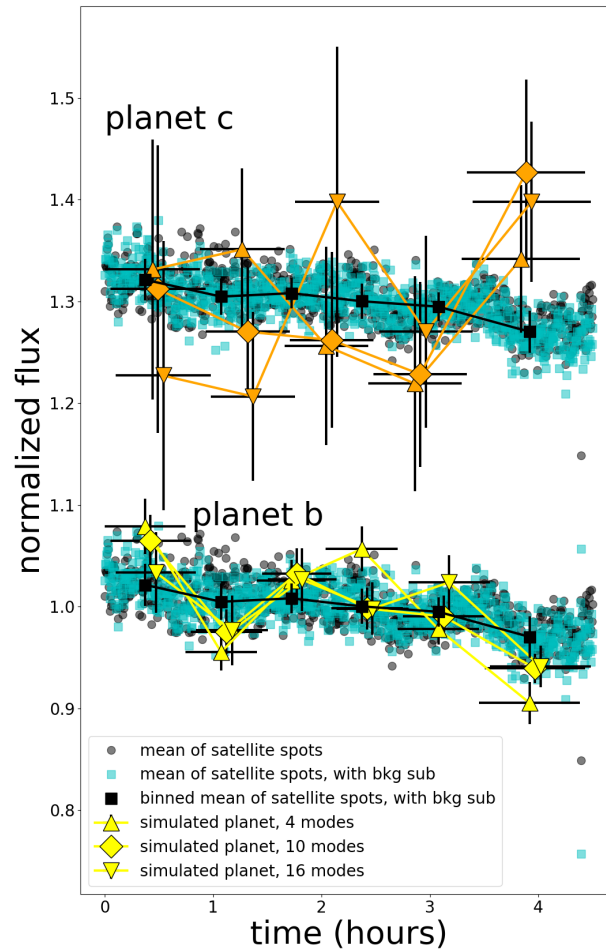 1.5
planet c
1.4
1.3
1.2
1.1
planet b
1.0
0.9
0.8
normalized flux
mean of satellite spots
mean of satellite spots, with bkg sub
binned mean of satellite spots, with bkg sub
simulated planet, 4 modes
simulated planet, 10 modes
simulated planet, 16 modes
0 1 2 3 4
time (hours)